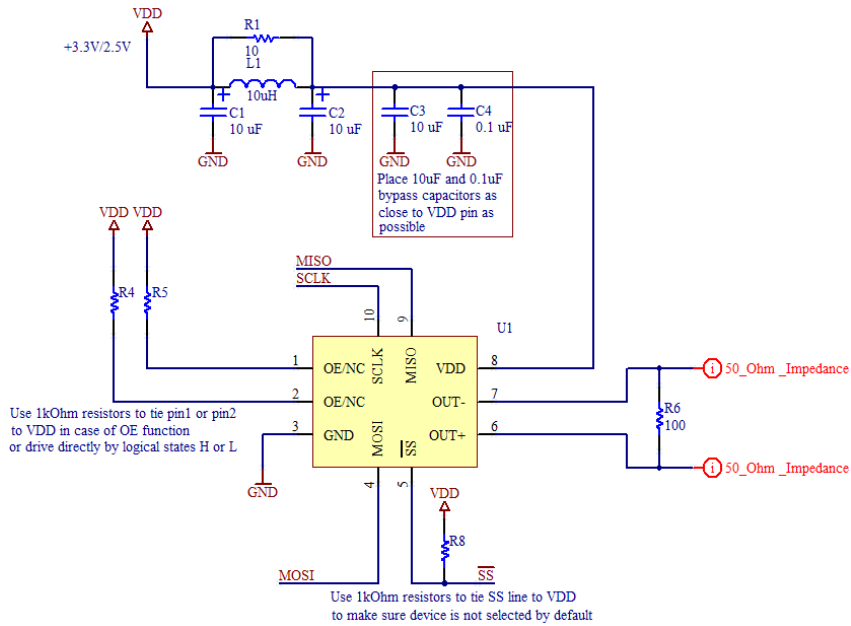 VDD
+3.3V/2.5V
R1
10
L1
10uH
C1
10 uF
C2
10 uF
C3
10 uF
C4
0.1 uF
GND
GND
GND
GND
Place 10uF and 0.1uF
bypass capacitors as
close to VDD pin as
possible
VDD
VDD
R4
R5
MISO
SCLK
10
9
U1
1
OE/NC
SCLK
MISO
VDD
8
2
OE/NC
OUT-
7
3
GND
MOSI
SS
OUT+
6
4
5
50_Ohm _Impedance
R6
100
50_Ohm _Impedance
Use 1kOhm resistors to tie pin1 or pin2
to VDD in case of OE function
or drive directly by logical states H or L
GND
VDD
R8
MOSI
SS
Use 1kOhm resistors to tie SS line to VDD
to make sure device is not selected by default